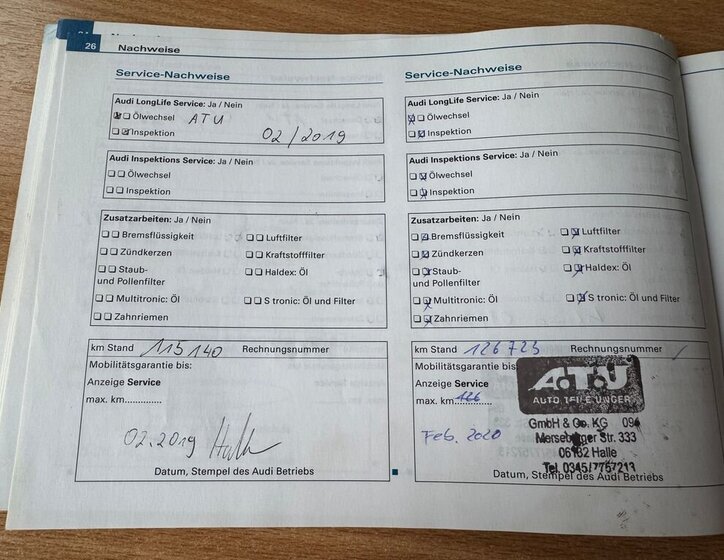 26 Nachweise
Service-Nachweise
Audi LongLife Service: Ja / Nein
Ölwechsel ATU
Inspektion 02/2019
Audi Inspektions Service: Ja / Nein
Ölwechsel
Inspektion
Zusatzarbeiten: Ja / Nein
Bremsflüssigkeit Luftfilter
Zündkerzen Kraftstofffilter
Staub- Haldex: Öl
und Pollenfilter
Multitronic: Öl S tronic: Öl und Filter
Zahnriemen
km Stand 115140 Rechnungsnummer
Mobilitätsgarantie bis:
Anzeige Service
max. km..............
02.2019
Datum, Stempel des Audi Betriebs
Service-Nachweise
Audi LongLife Service: Ja / Nein
Ölwechsel
Inspektion
Audi Inspektions Service: Ja / Nein
Ölwechsel
Inspektion
Zusatzarbeiten: Ja / Nein
Bremsflüssigkeit Luftfilter
Zündkerzen Kraftstofffilter
Staub- Haldex: Öl
und Pollenfilter
Multitronic: Öl S tronic: Öl und Filter
Zahnriemen
km Stand 126723 Rechnungsnummer
Mobilitätsgarantie bis:
Anzeige Service
max. km 126
A.T.U
AUTO TEILE UNGER
GmbH & Co. KG
Merseburger Str. 333
Feb. 2020
06132 Halle
Tel. 0345/7757213
Datum, Stempel des Audi Betriebs